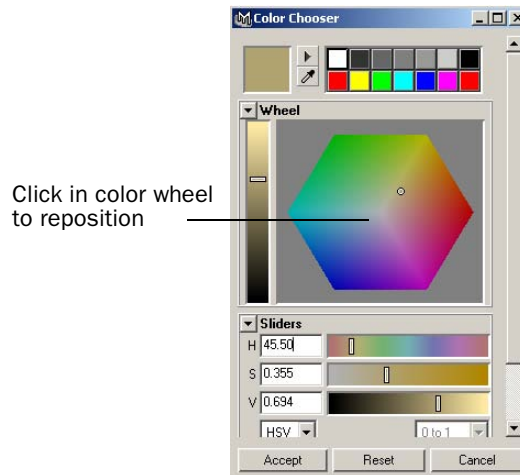 Color Chooser
Wheel
Click in color wheel
to reposition
Sliders
H 45.50
S 0.355
V 0.694
HSV 0 to 1
Accept Reset Cancel